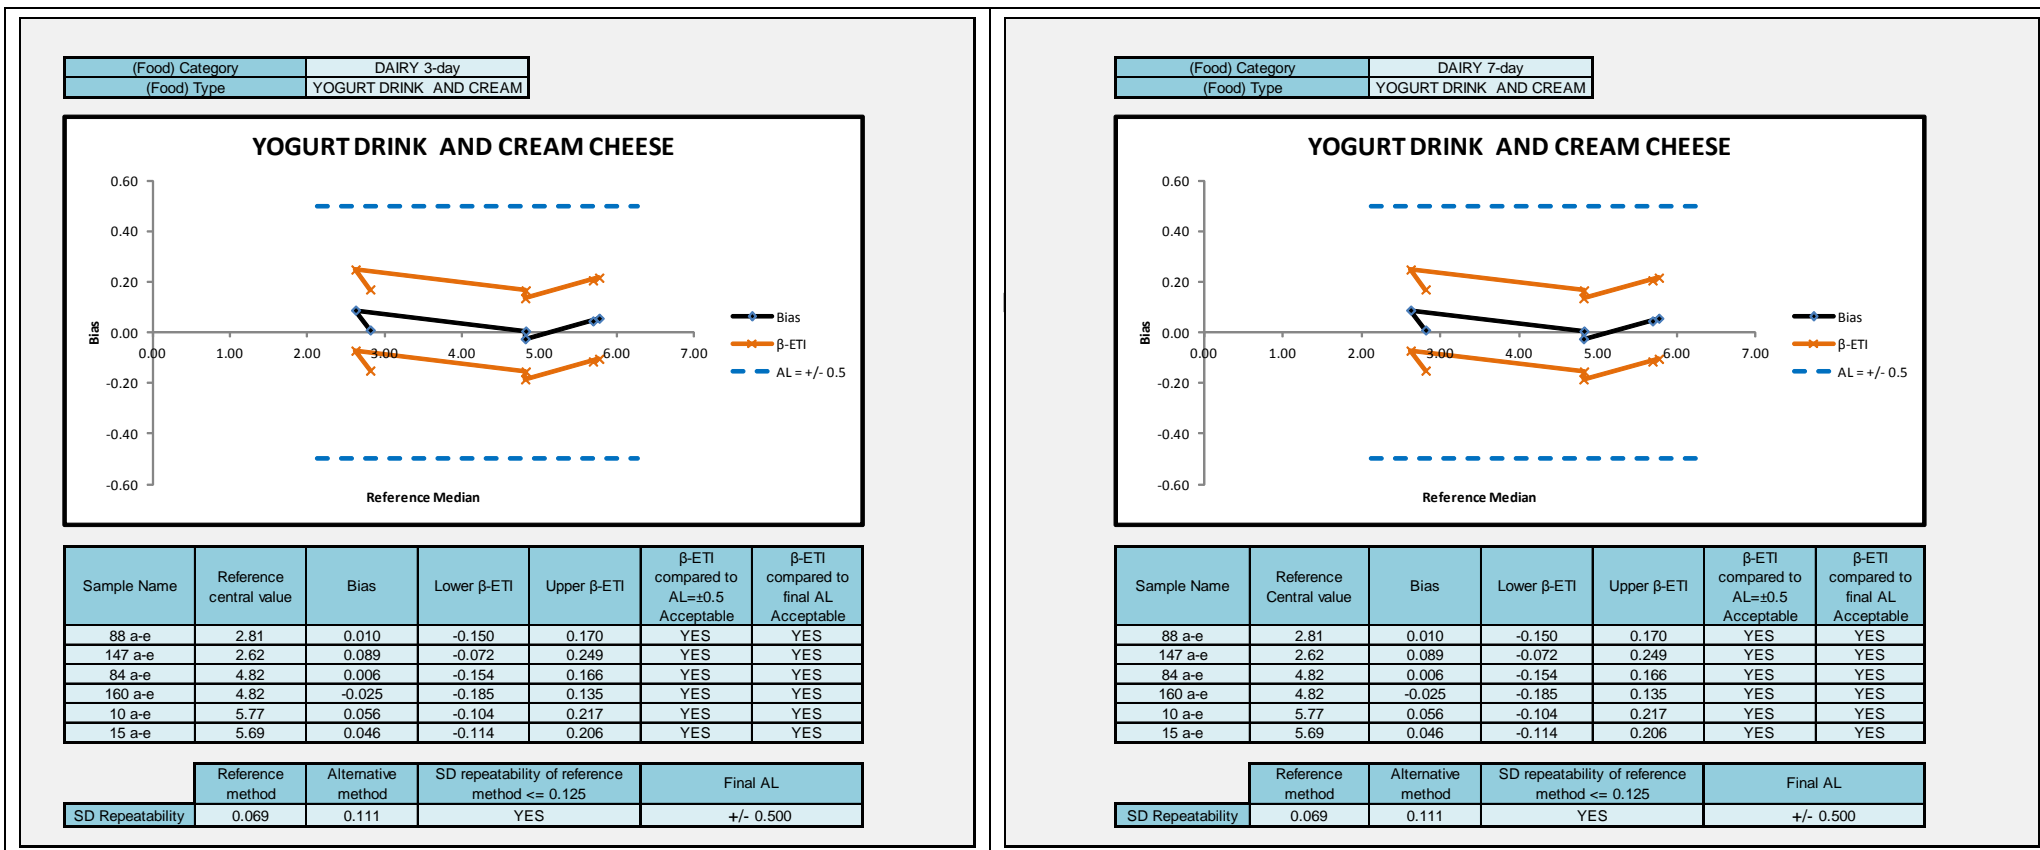 (Food) Category DAIRY 3-day
(Food) Type YOGURT DRINK AND CREAM
YOGURT DRINK AND CREAM CHEESE
0.60
0.40
0.20
0.00
-0.20
-0.40
-0.60
Bias
0.00 1.00 2.00 3.00 4.00 5.00 6.00 7.00
Reference Median
Bias
β-ETI
AL = +/- 0.5
Sample Name Reference central value Bias Lower β-ETI Upper β-ETI β-ETI compared to AL=±0.5 Acceptable β-ETI compared to final AL Acceptable
88 a-e 2.81 0.010 -0.150 0.170 YES YES
147 a-e 2.62 0.089 -0.072 0.249 YES YES
84 a-e 4.82 0.006 -0.154 0.166 YES YES
160 a-e 4.82 -0.025 -0.185 0.135 YES YES
10 a-e 5.77 0.056 -0.104 0.217 YES YES
15 a-e 5.69 0.046 -0.114 0.206 YES YES
Reference method Alternative method SD repeatability of reference method <= 0.125 Final AL
SD Repeatability 0.069 0.111 YES +/- 0.500
(Food) Category DAIRY 7-day
(Food) Type YOGURT DRINK AND CREAM
YOGURT DRINK AND CREAM CHEESE
0.60
0.40
0.20
0.00
-0.20
-0.40
-0.60
Bias
0.00 1.00 2.00 3.00 4.00 5.00 6.00 7.00
Reference Median
Bias
β-ETI
AL = +/- 0.5
Sample Name Reference Central value Bias Lower β-ETI Upper β-ETI β-ETI compared to AL=±0.5 Acceptable β-ETI compared to final AL Acceptable
88 a-e 2.81 0.010 -0.150 0.170 YES YES
147 a-e 2.62 0.089 -0.072 0.249 YES YES
84 a-e 4.82 0.006 -0.154 0.166 YES YES
160 a-e 4.82 -0.025 -0.185 0.135 YES YES
10 a-e 5.77 0.056 -0.104 0.217 YES YES
15 a-e 5.69 0.046 -0.114 0.206 YES YES
Reference method Alternative method SD repeatability of reference method <= 0.125 Final AL
SD Repeatability 0.069 0.111 YES +/- 0.500